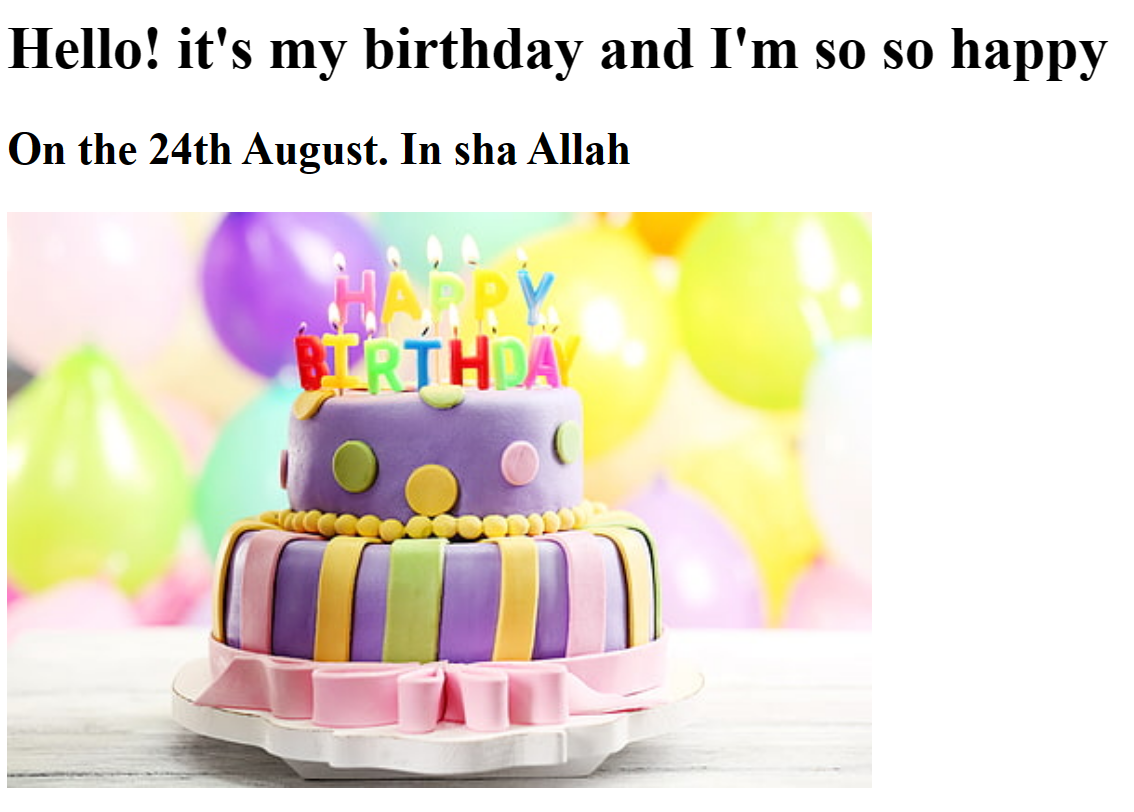 Hello! it's my birthday and I'm so so happy
On the 24th August. In sha Allah
HAPPY
BIRTHDAY